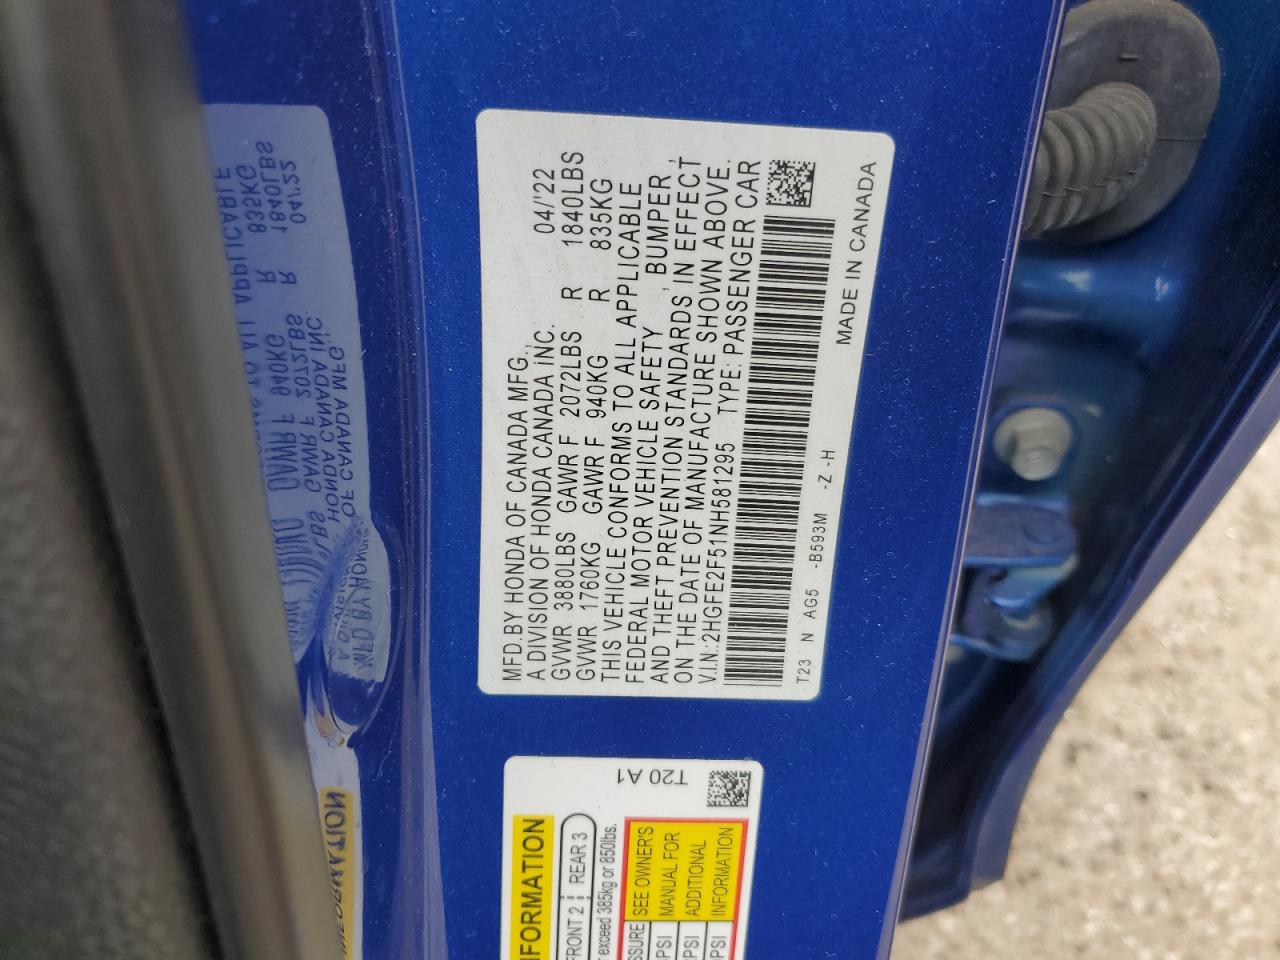 MFD.BY HONDA OF CANADA MFG.,
A DIVISION OF HONDA CANADA INC. 04/'22
GVWR 3880LBS GAWR F 2072LBS R 1840LBS
GVWR 1760KG GAWR F 940KG R 835KG
THIS VEHICLE CONFORMS TO ALL APPLICABLE
FEDERAL MOTOR VEHICLE SAFETY, BUMPER,
AND THEFT PREVENTION STANDARDS, IN EFFECT
ON THE DATE OF MANUFACTURE SHOWN ABOVE.
V.I.N.:2HGFE2F51NH581295 TYPE: PASSENGER CAR
T23 N AG5 -B593M -Z -H MADE IN CANADA
T20 A1
FORMATION
FRONT 2 REAR 3
exceed 385kg or 850lbs.
SSURE SEE OWNER'S
PSI MANUAL FOR
PSI ADDITIONAL
PSI INFORMATION